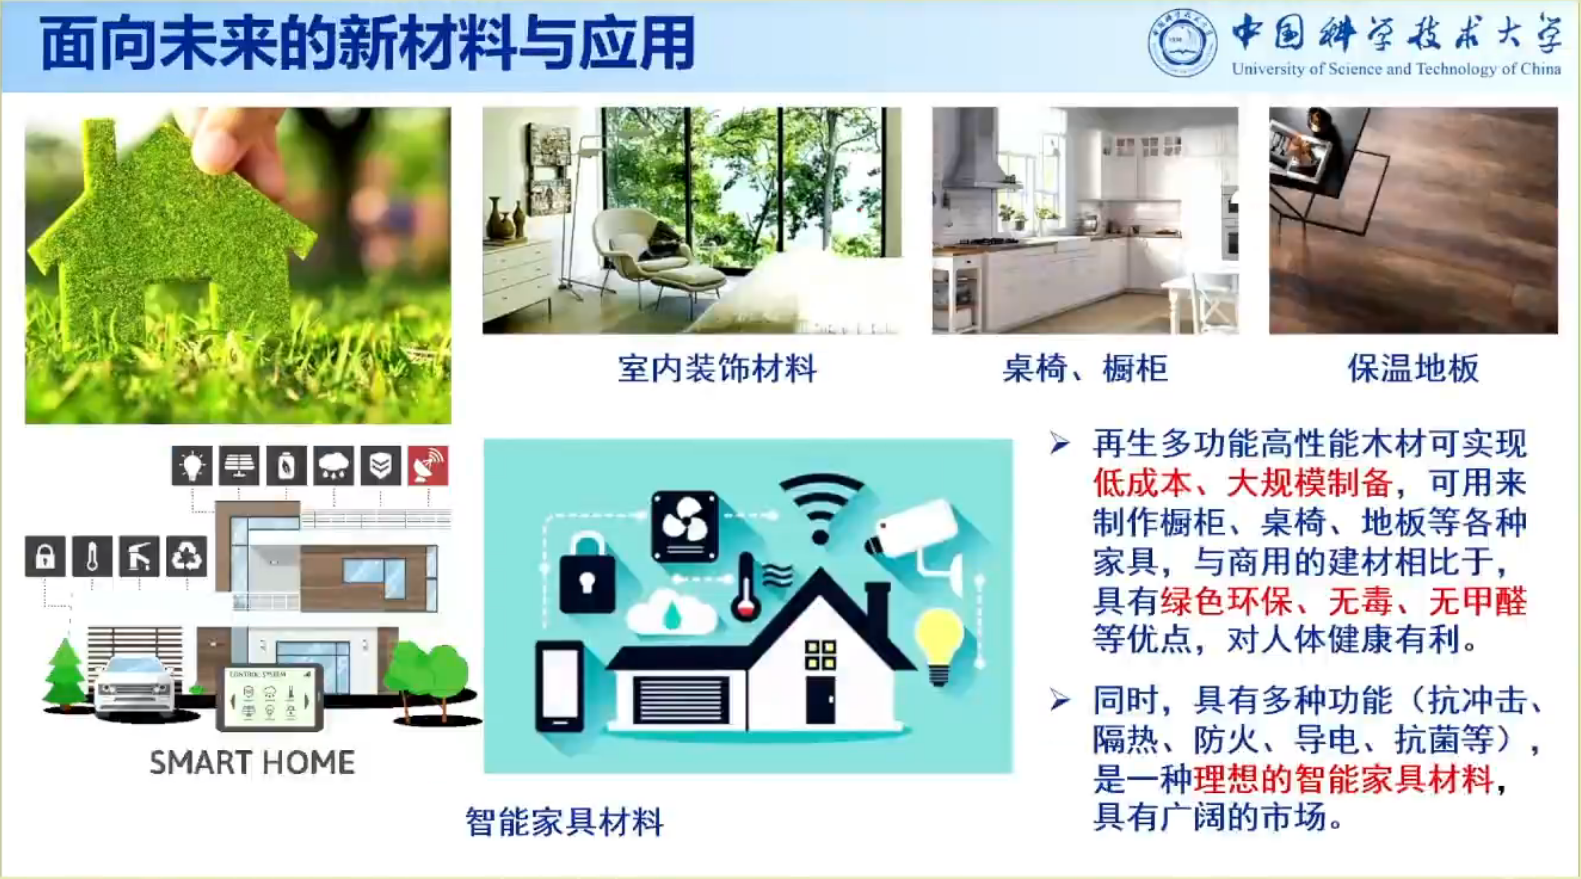 面向未来的新材料与应用
中国科学技术大学
University of Science and Technology of China
室内装饰材料
桌椅、橱柜
保温地板
再生多功能高性能木材可实现
低成本、大规模制备，可用来
制作橱柜、桌椅、地板等各种
家具，与商用的建材相比于，
具有绿色环保、无毒、无甲醛
等优点，对人体健康有利。
同时，具有多种功能（抗冲击、
隔热、防火、导电、抗菌等），
是一种理想的智能家具材料，
具有广阔的市场。
CONTROL SYSTEM
SMART HOME
智能家具材料